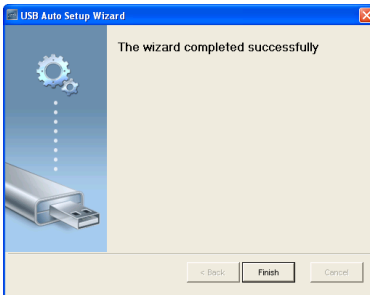 USB Auto Setup Wizard
The wizard completed successfully
< Back
Finish
Cancel